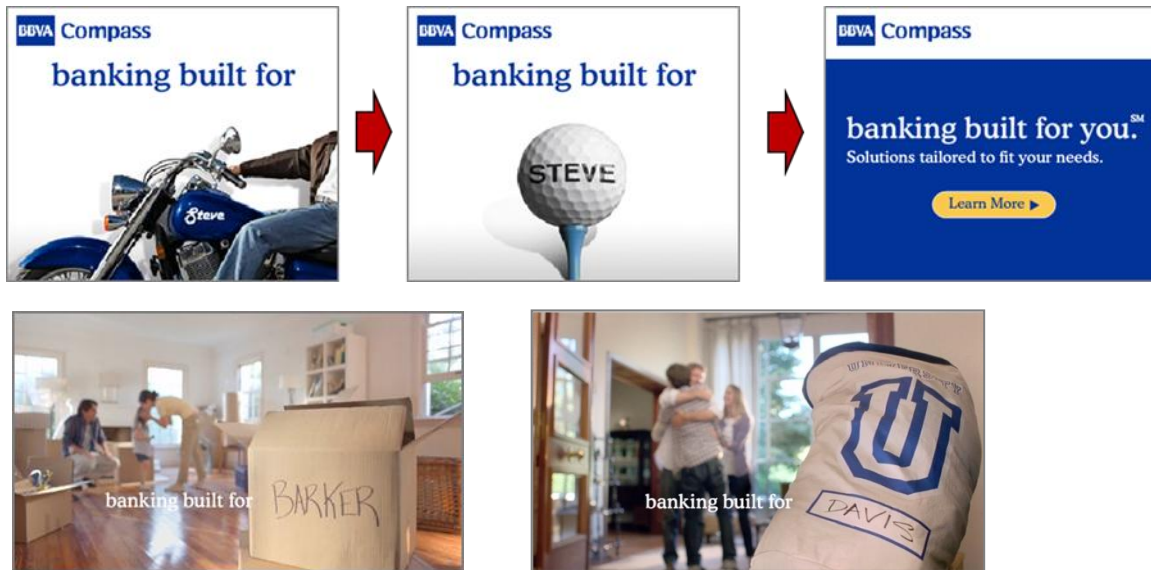 BBVA Compass
banking built for
Steve
BBVA Compass
banking built for
STEVE
BBVA Compass
banking built for you.℠
Solutions tailored to fit your needs.
Learn More ▶
banking built for
BARKER
banking built for
U
DAVIS